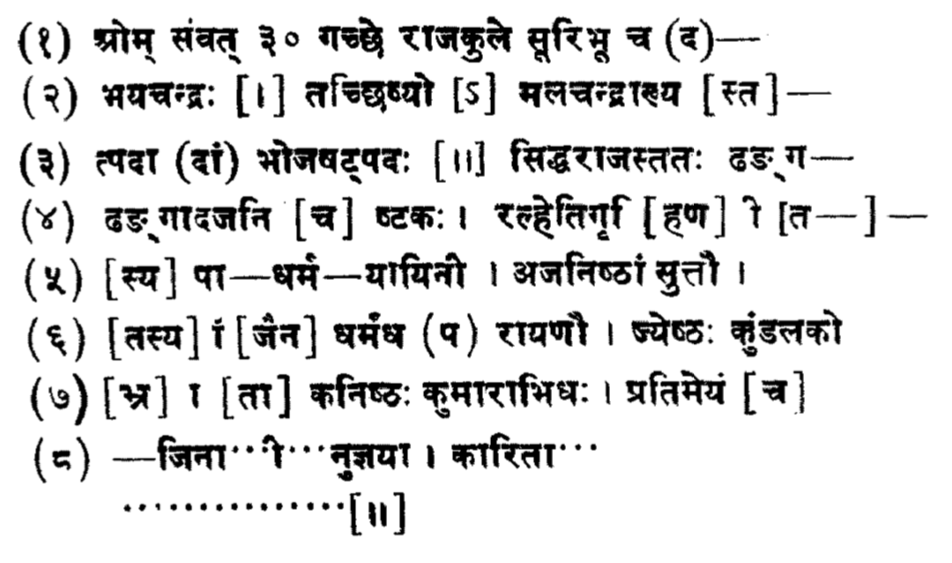 (१) श्रोम् संवत् ३० गच्छे राजकुले सूरिभू च (द)—
(२) भयचन्द्रः [।] तच्छिष्यो [ऽ] मलचन्द्राख्य [स्त]—
(३) त्पदा (दां) भोजषट्पदः [॥] सिद्धराजस्ततः ढङ्ग—
(४) ढङ्गादजनि [च] ष्टकः । रल्हेतिर्गृा [हण] ी [त—] —
(५) [स्य] पा—धर्म—यायिनी । अजनिष्ठां सुत्तौ ।
(६) [तस्य] ां [जैन] धर्मध (प) रायणौ । ज्येष्ठः कुंडलको
(७) [भ्र] ा [ता] कनिष्ठः कुमाराभिधः । प्रतिमेयं [च]
(८) —जिना···ी···नुज्ञया । कारिता···
···············[॥]